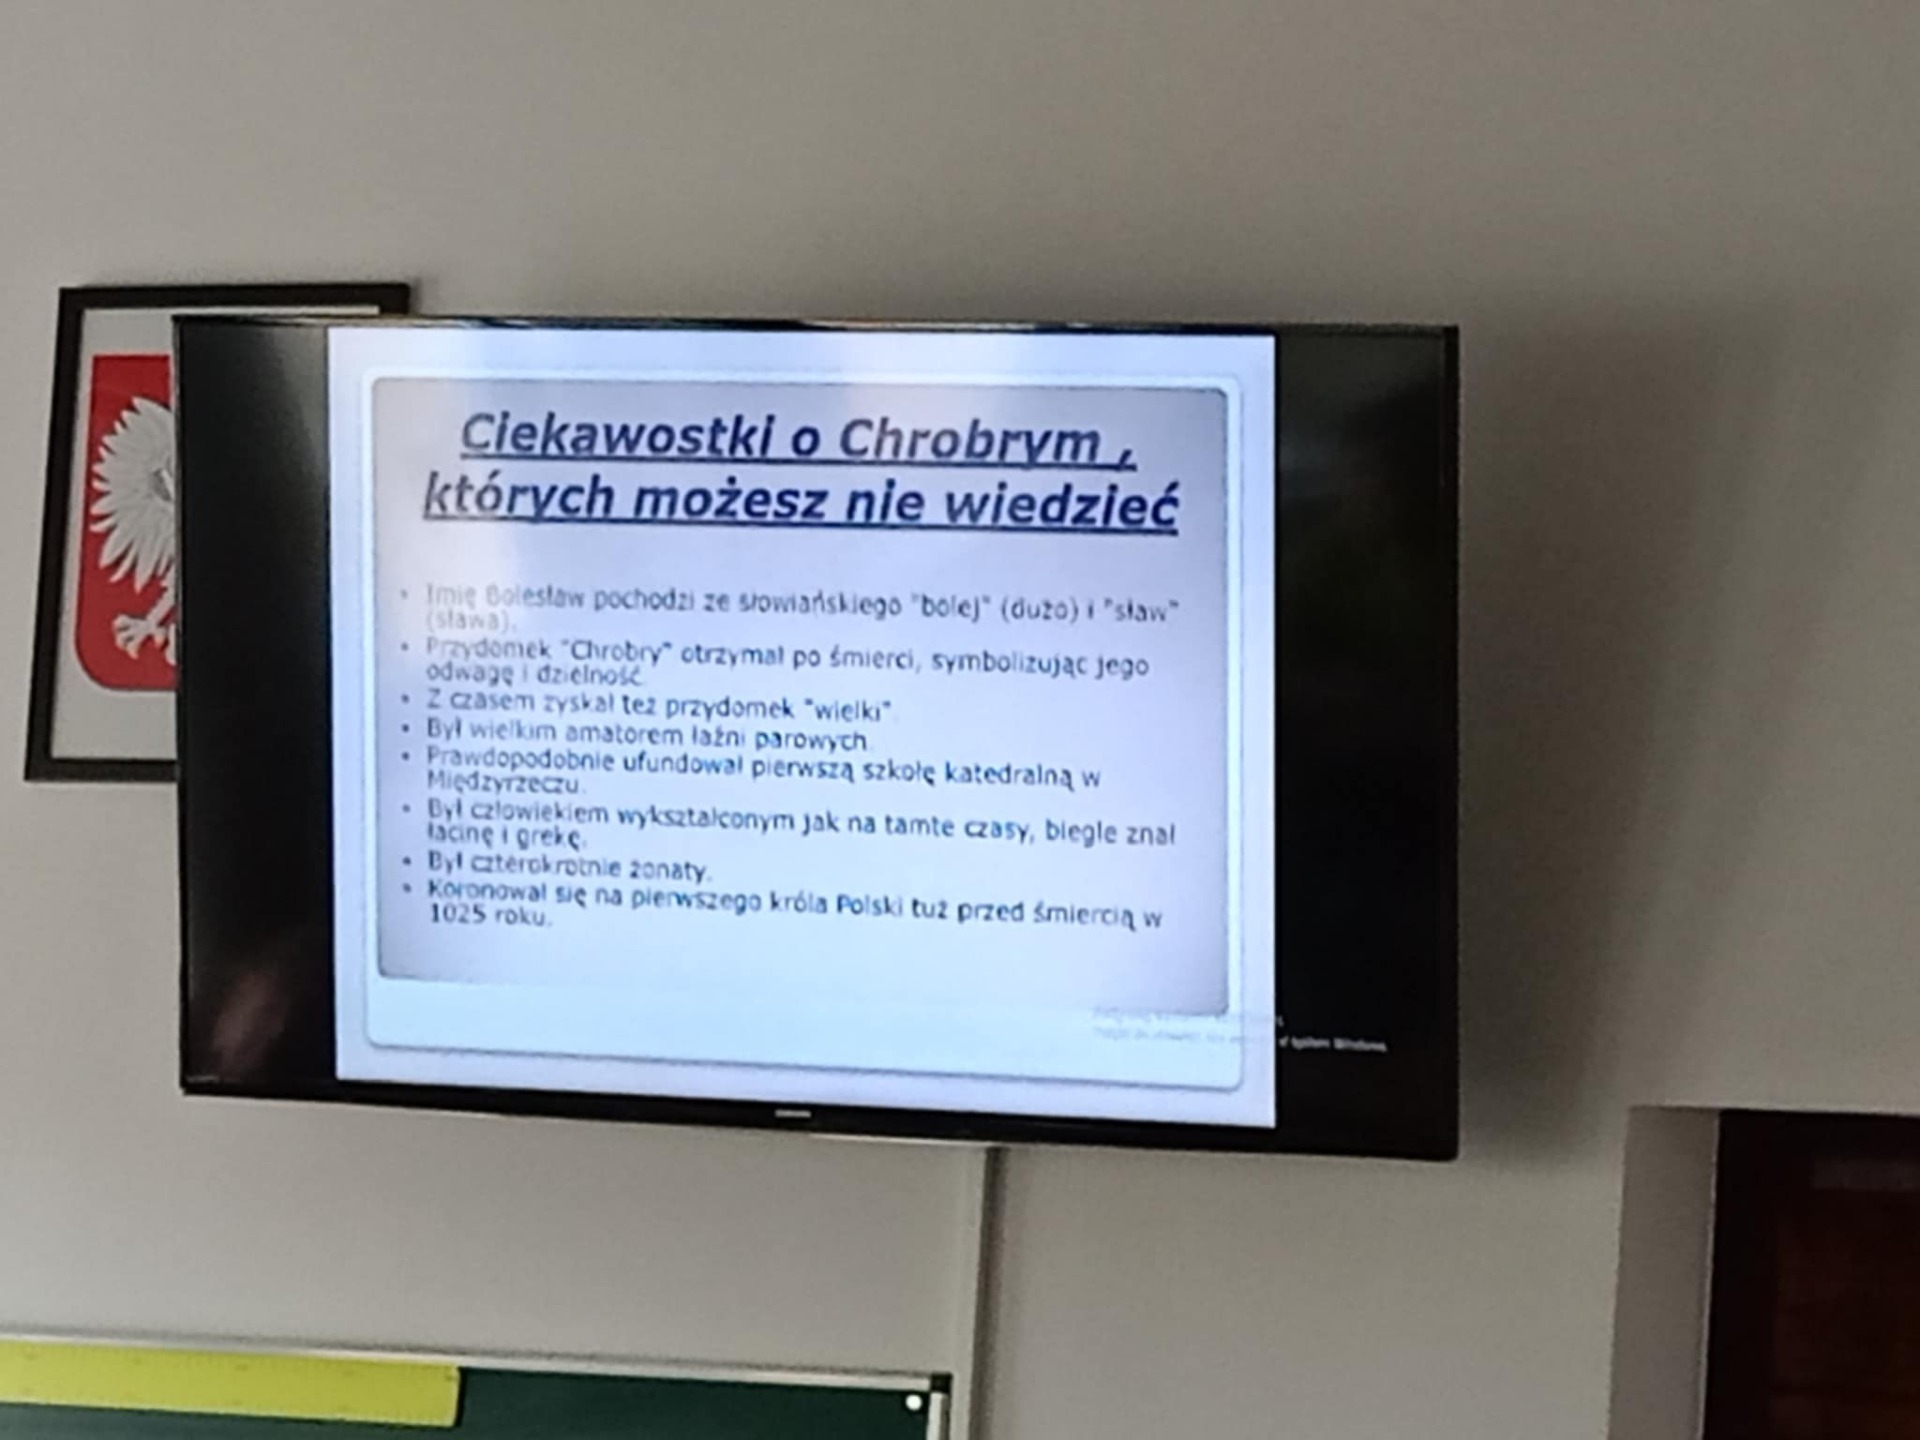 Ciekawostki o Chrobrym ,
których możesz nie wiedzieć
• Imię Bolesław pochodzi ze słowiańskiego "bolej" (dużo) i "sław"
(sława).
• Przydomek "Chrobry" otrzymał po śmierci, symbolizując jego
odwagę i dzielność.
• Z czasem zyskał też przydomek "wielki".
• Był wielkim amatorem łaźni parowych.
• Prawdopodobnie ufundował pierwszą szkołę katedralną w
Międzyrzeczu.
• Był człowiekiem wykształconym jak na tamte czasy, biegle znał
łacinę i grekę.
• Był czterokrotnie żonaty.
• Koronował się na pierwszego króla Polski tuż przed śmiercią w
1025 roku.
system Windows